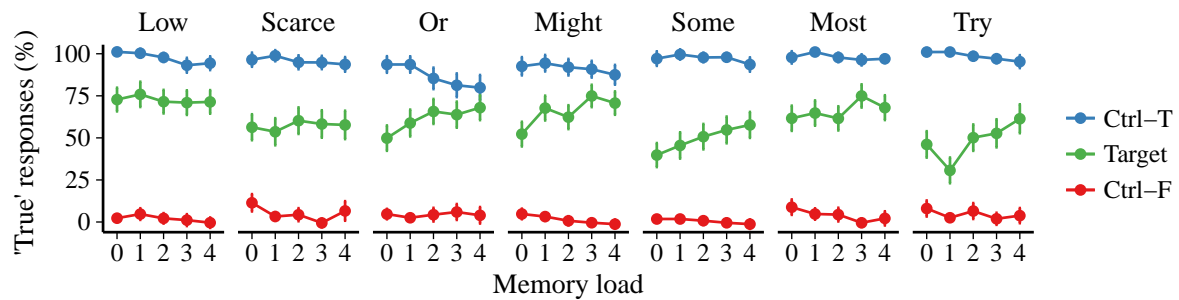 Low Scarce Or Might Some Most Try
'True' responses (%)
100
75
50
25
0
0 1 2 3 4 0 1 2 3 4 0 1 2 3 4 0 1 2 3 4 0 1 2 3 4 0 1 2 3 4 0 1 2 3 4
Memory load
Ctrl–T
Target
Ctrl–F